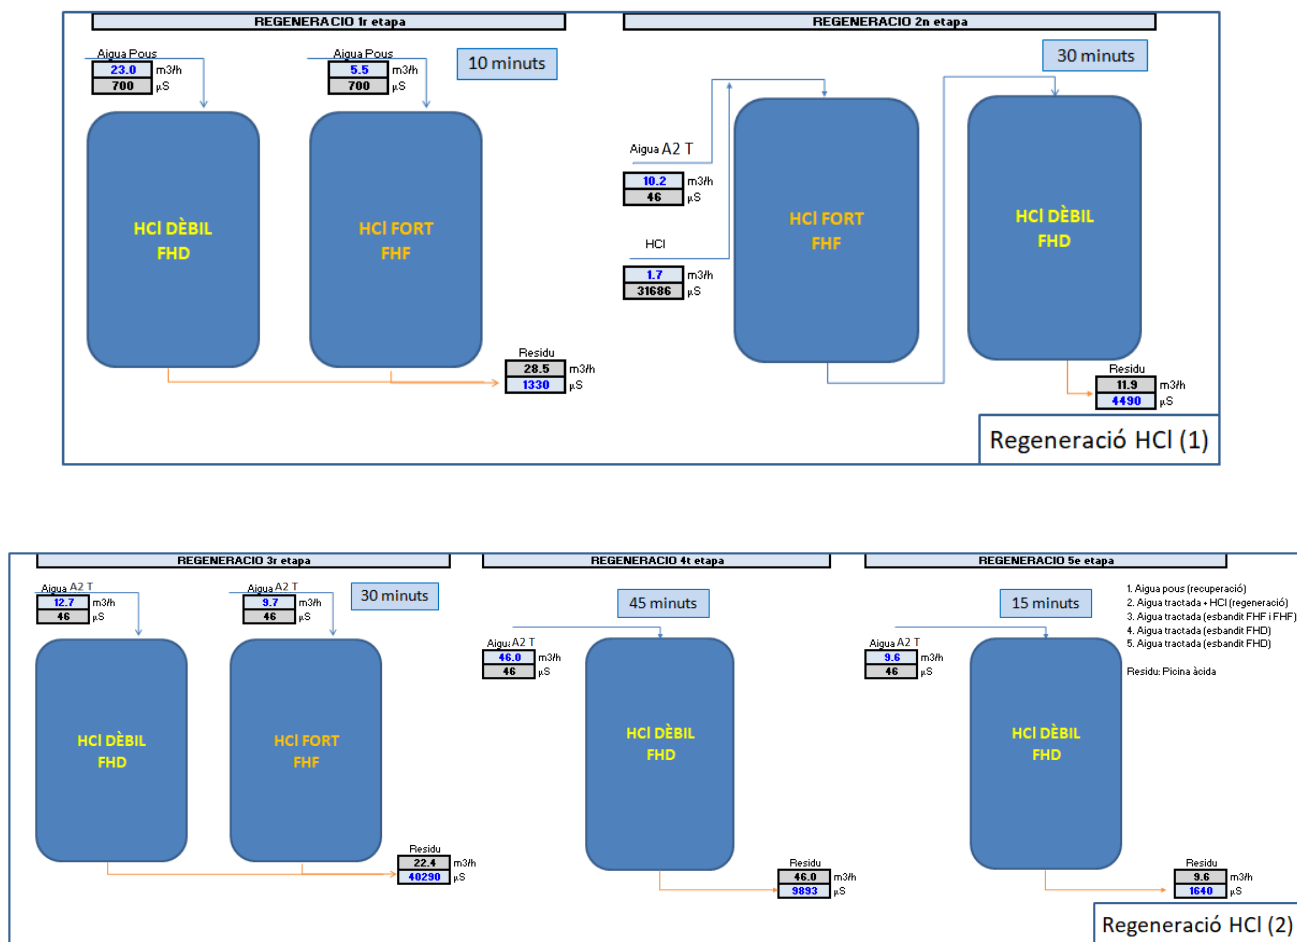 REGENERACIO 1r etapa
Aigua Pous
23.0 m3/h
700 µS
Aigua Pous
5.5 m3/h
700 µS
10 minuts
HCl DÈBIL
FHD
HCl FORT
FHF
Residu
28.5 m3/h
1330 µS
REGENERACIO 2n etapa
30 minuts
Aigua A2 T
10.2 m3/h
46 µS
HCl
1.7 m3/h
31686 µS
HCl FORT
FHF
HCl DÈBIL
FHD
Residu
11.9 m3/h
4490 µS
Regeneració HCl (1)
REGENERACIO 3r etapa
Aigua A2 T
12.7 m3/h
46 µS
Aigua A2 T
9.7 m3/h
46 µS
30 minuts
HCl DÈBIL
FHD
HCl FORT
FHF
Residu
22.4 m3/h
40290 µS
REGENERACIO 4t etapa
45 minuts
Aigu: A2 T
46.0 m3/h
46 µS
HCl DÈBIL
FHD
Residu
46.0 m3/h
9893 µS
REGENERACIO 5e etapa
15 minuts
Aigua A2 T
9.6 m3/h
46 µS
HCl DÈBIL
FHD
Residu
9.6 m3/h
1640 µS
1. Aigua pous (recuperació)
2. Aigua tractada + HCl (regeneració)
3. Aigua tractada (esbandit FHF i FHF)
4. Aigua tractada (esbandit FHD)
5. Aigua tractada (esbandit FHD)
Residu: Picina àcida
Regeneració HCl (2)